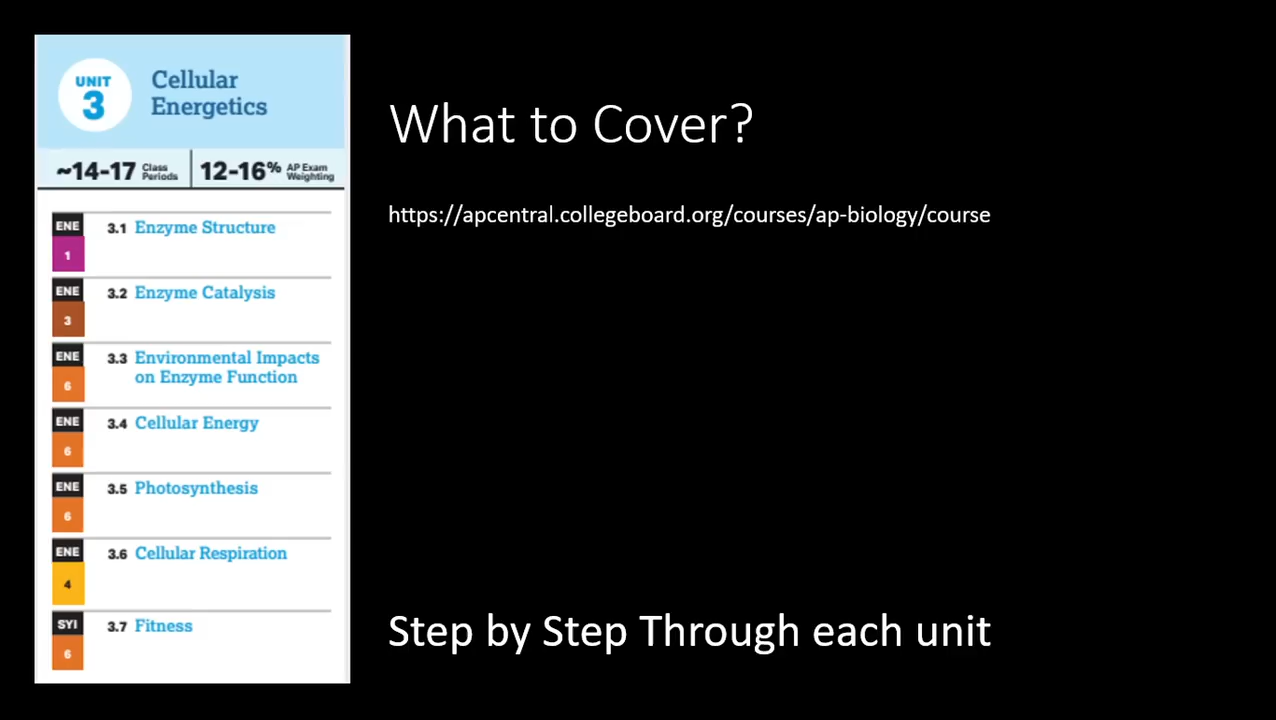 UNIT
3
Cellular
Energetics
~14-17 Class Periods
12-16% AP Exam Weighting
ENE
1
3.1 Enzyme Structure
ENE
3
3.2 Enzyme Catalysis
ENE
6
3.3 Environmental Impacts
on Enzyme Function
ENE
6
3.4 Cellular Energy
ENE
6
3.5 Photosynthesis
ENE
4
3.6 Cellular Respiration
SYI
6
3.7 Fitness
What to Cover?
https://apcentral.collegeboard.org/courses/ap-biology/course
Step by Step Through each unit